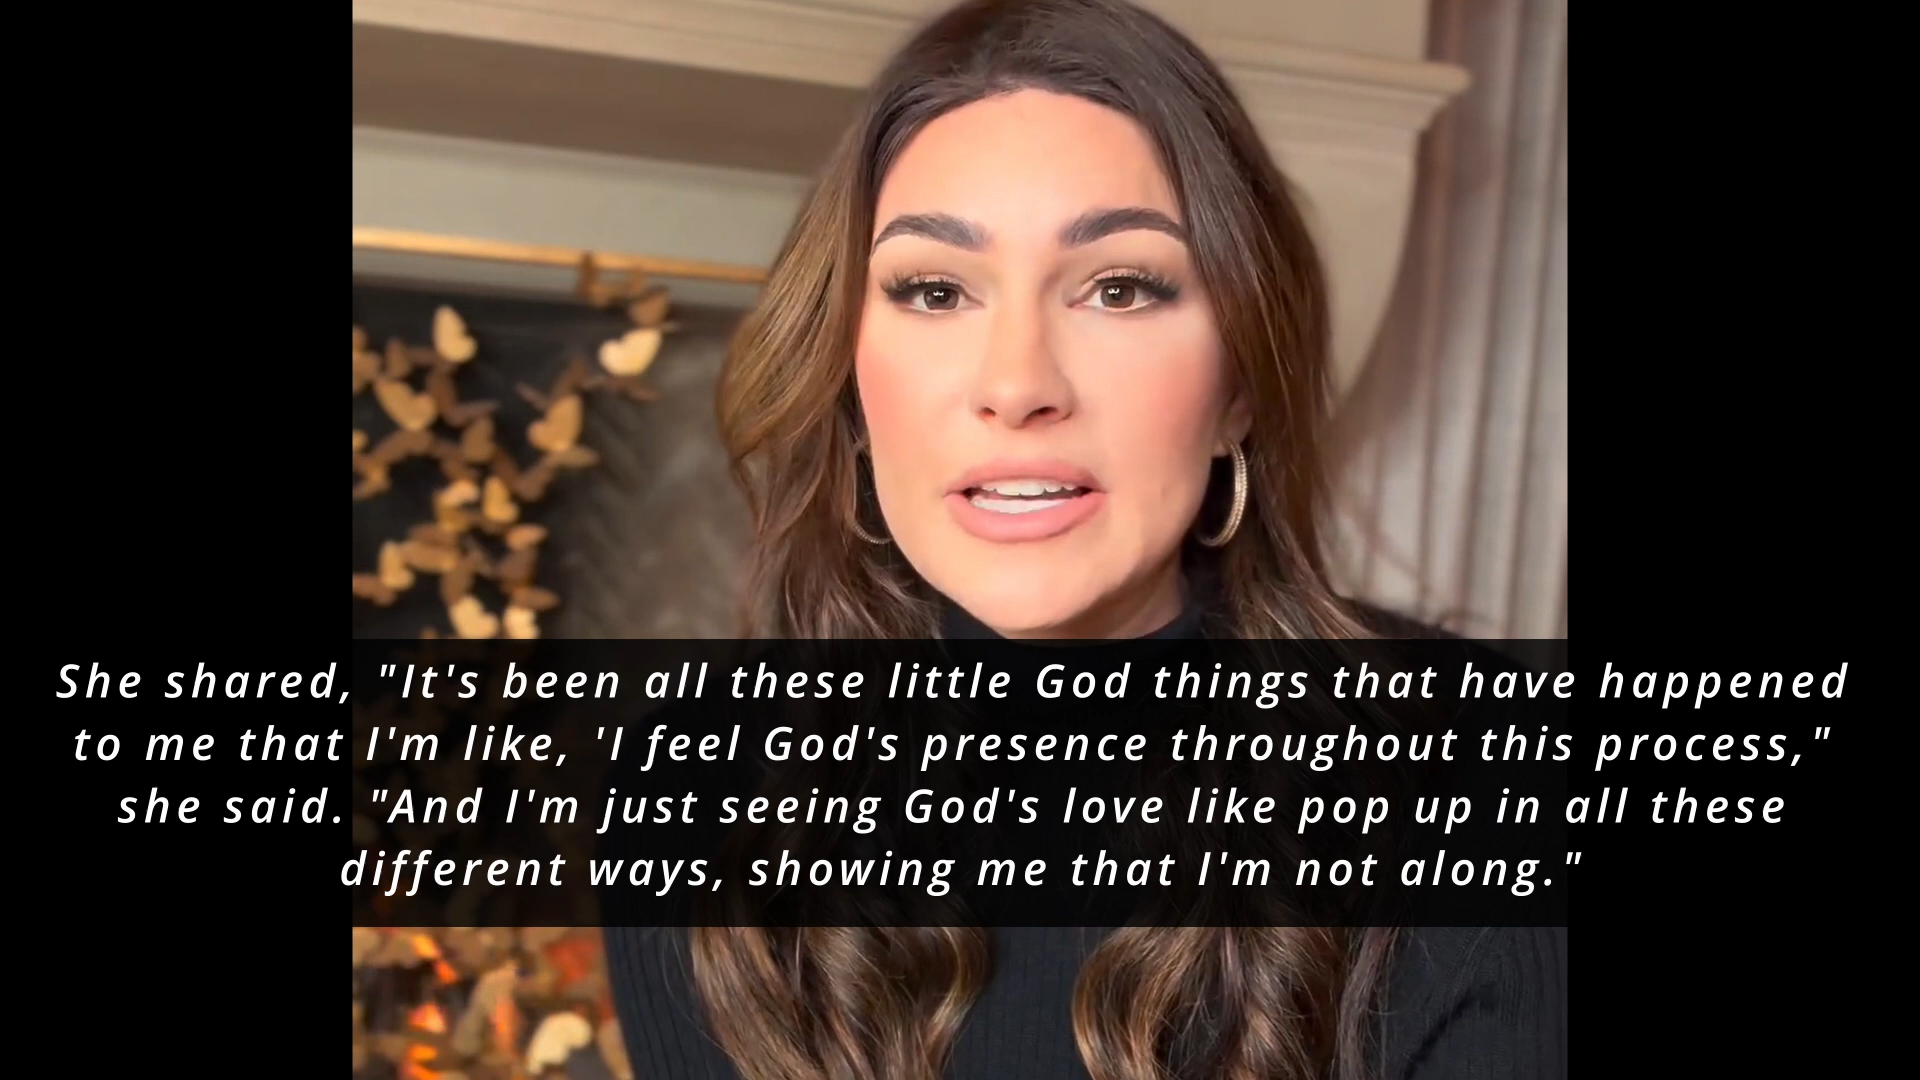 She shared, "It's been all these little God things that have happened
to me that I'm like, 'I feel God's presence throughout this process,"
she said. "And I'm just seeing God's love like pop up in all these
different ways, showing me that I'm not along."